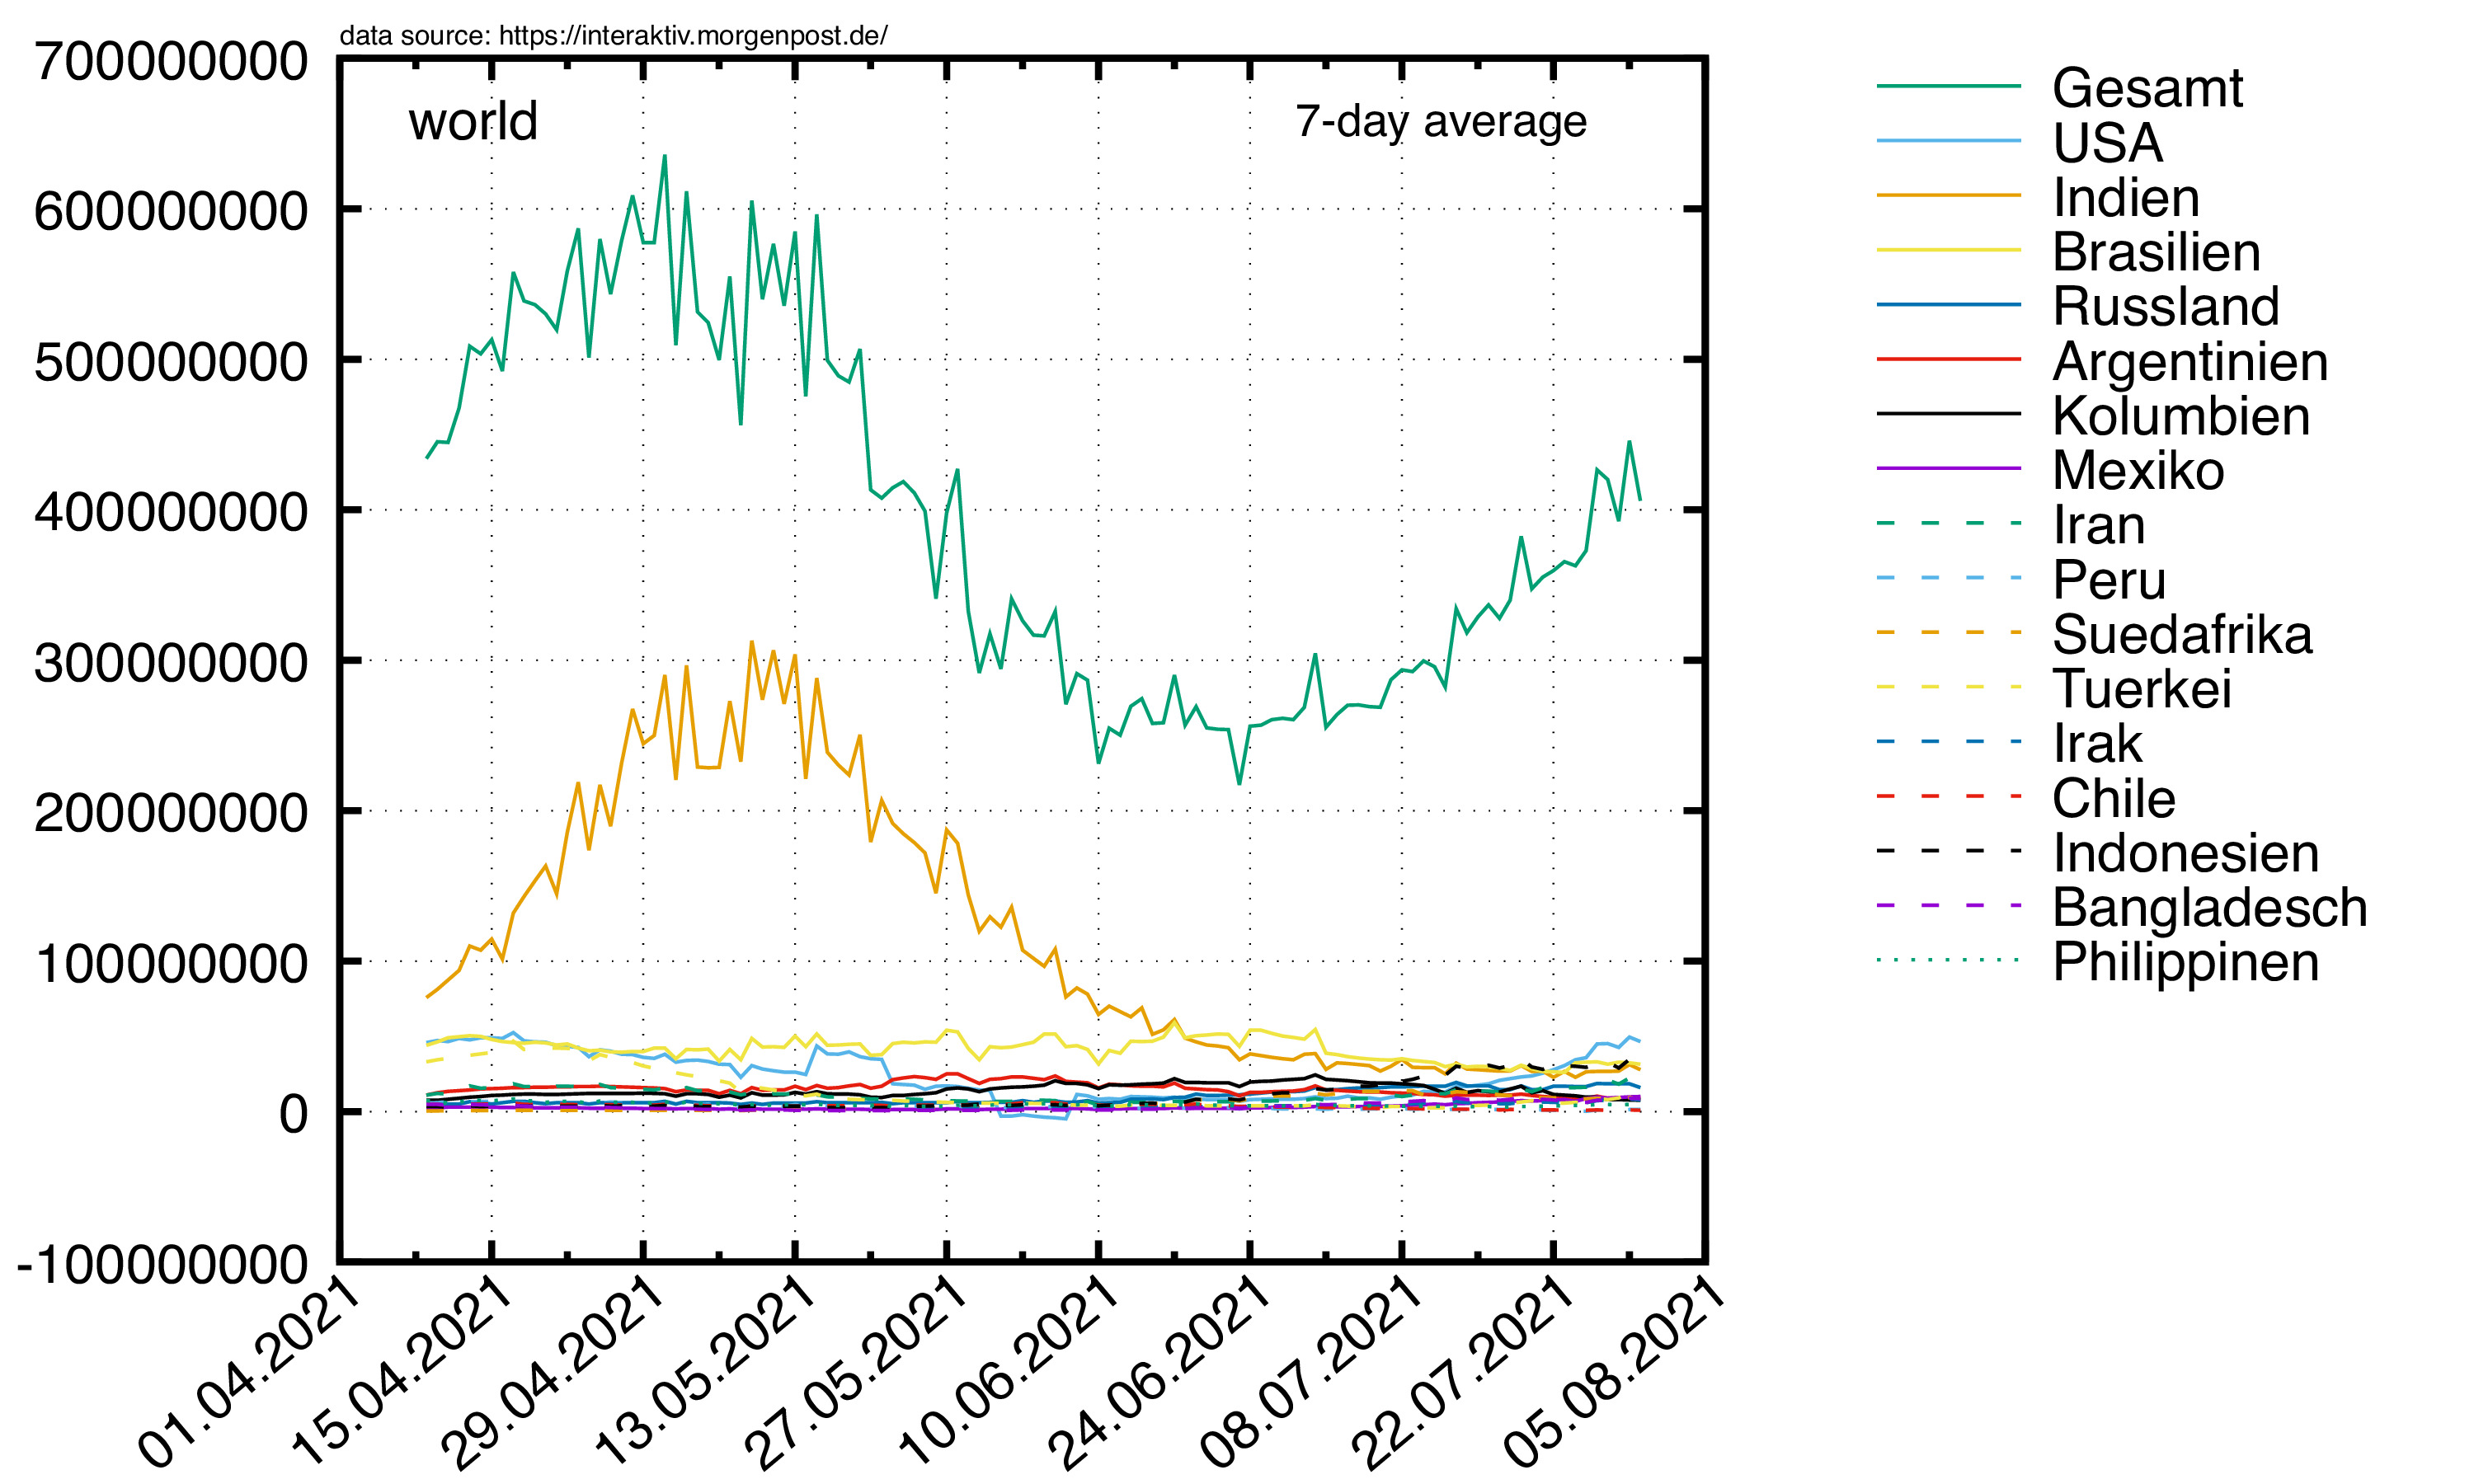 data source: https://interaktiv.morgenpost.de/
world
7-day average
700000000
600000000
500000000
400000000
300000000
200000000
100000000
0
-100000000
01.04.2021
15.04.2021
29.04.2021
13.05.2021
27.05.2021
10.06.2021
24.06.2021
08.07.2021
22.07.2021
05.08.2021
Gesamt
USA
Indien
Brasilien
Russland
Argentinien
Kolumbien
Mexiko
Iran
Peru
Suedafrika
Tuerkei
Irak
Chile
Indonesien
Bangladesch
Philippinen